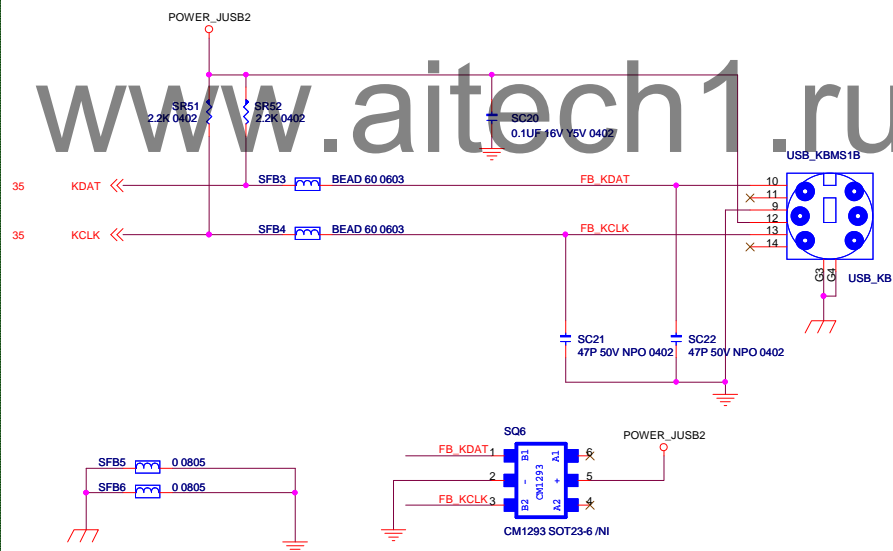 POWER_JUSB2
www.aitech1.ru
SR51
2.2K 0402
SR52
2.2K 0402
SC20
0.1UF 16V Y5V 0402
USB_KBMS1B
35 KDAT SFB3 BEAD 60 0603 FB_KDAT 10
11
9
12
35 KCLK SFB4 BEAD 60 0603 FB_KCLK 13
14
G3
G4
USB_KB
SC21
47P 50V NPO 0402
SC22
47P 50V NPO 0402
SQ6
POWER_JUSB2
SFB5 0 0805
SFB6 0 0805
FB_KDAT 1 B1 A1 6
2 - CM1293 + 5
FB_KCLK 3 B2 A2 4
CM1293 SOT23-6 /NI